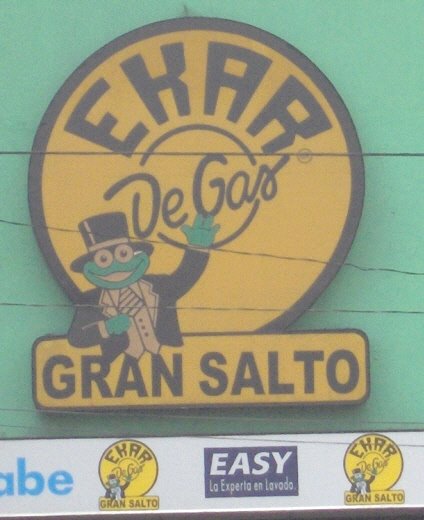 EKAR
De Gas
®
GRAN SALTO
abe
EKAR
De Gas
GRAN SALTO
EASY
La Experta en Lavado.
EKAR
De Gas
GRAN SALTO